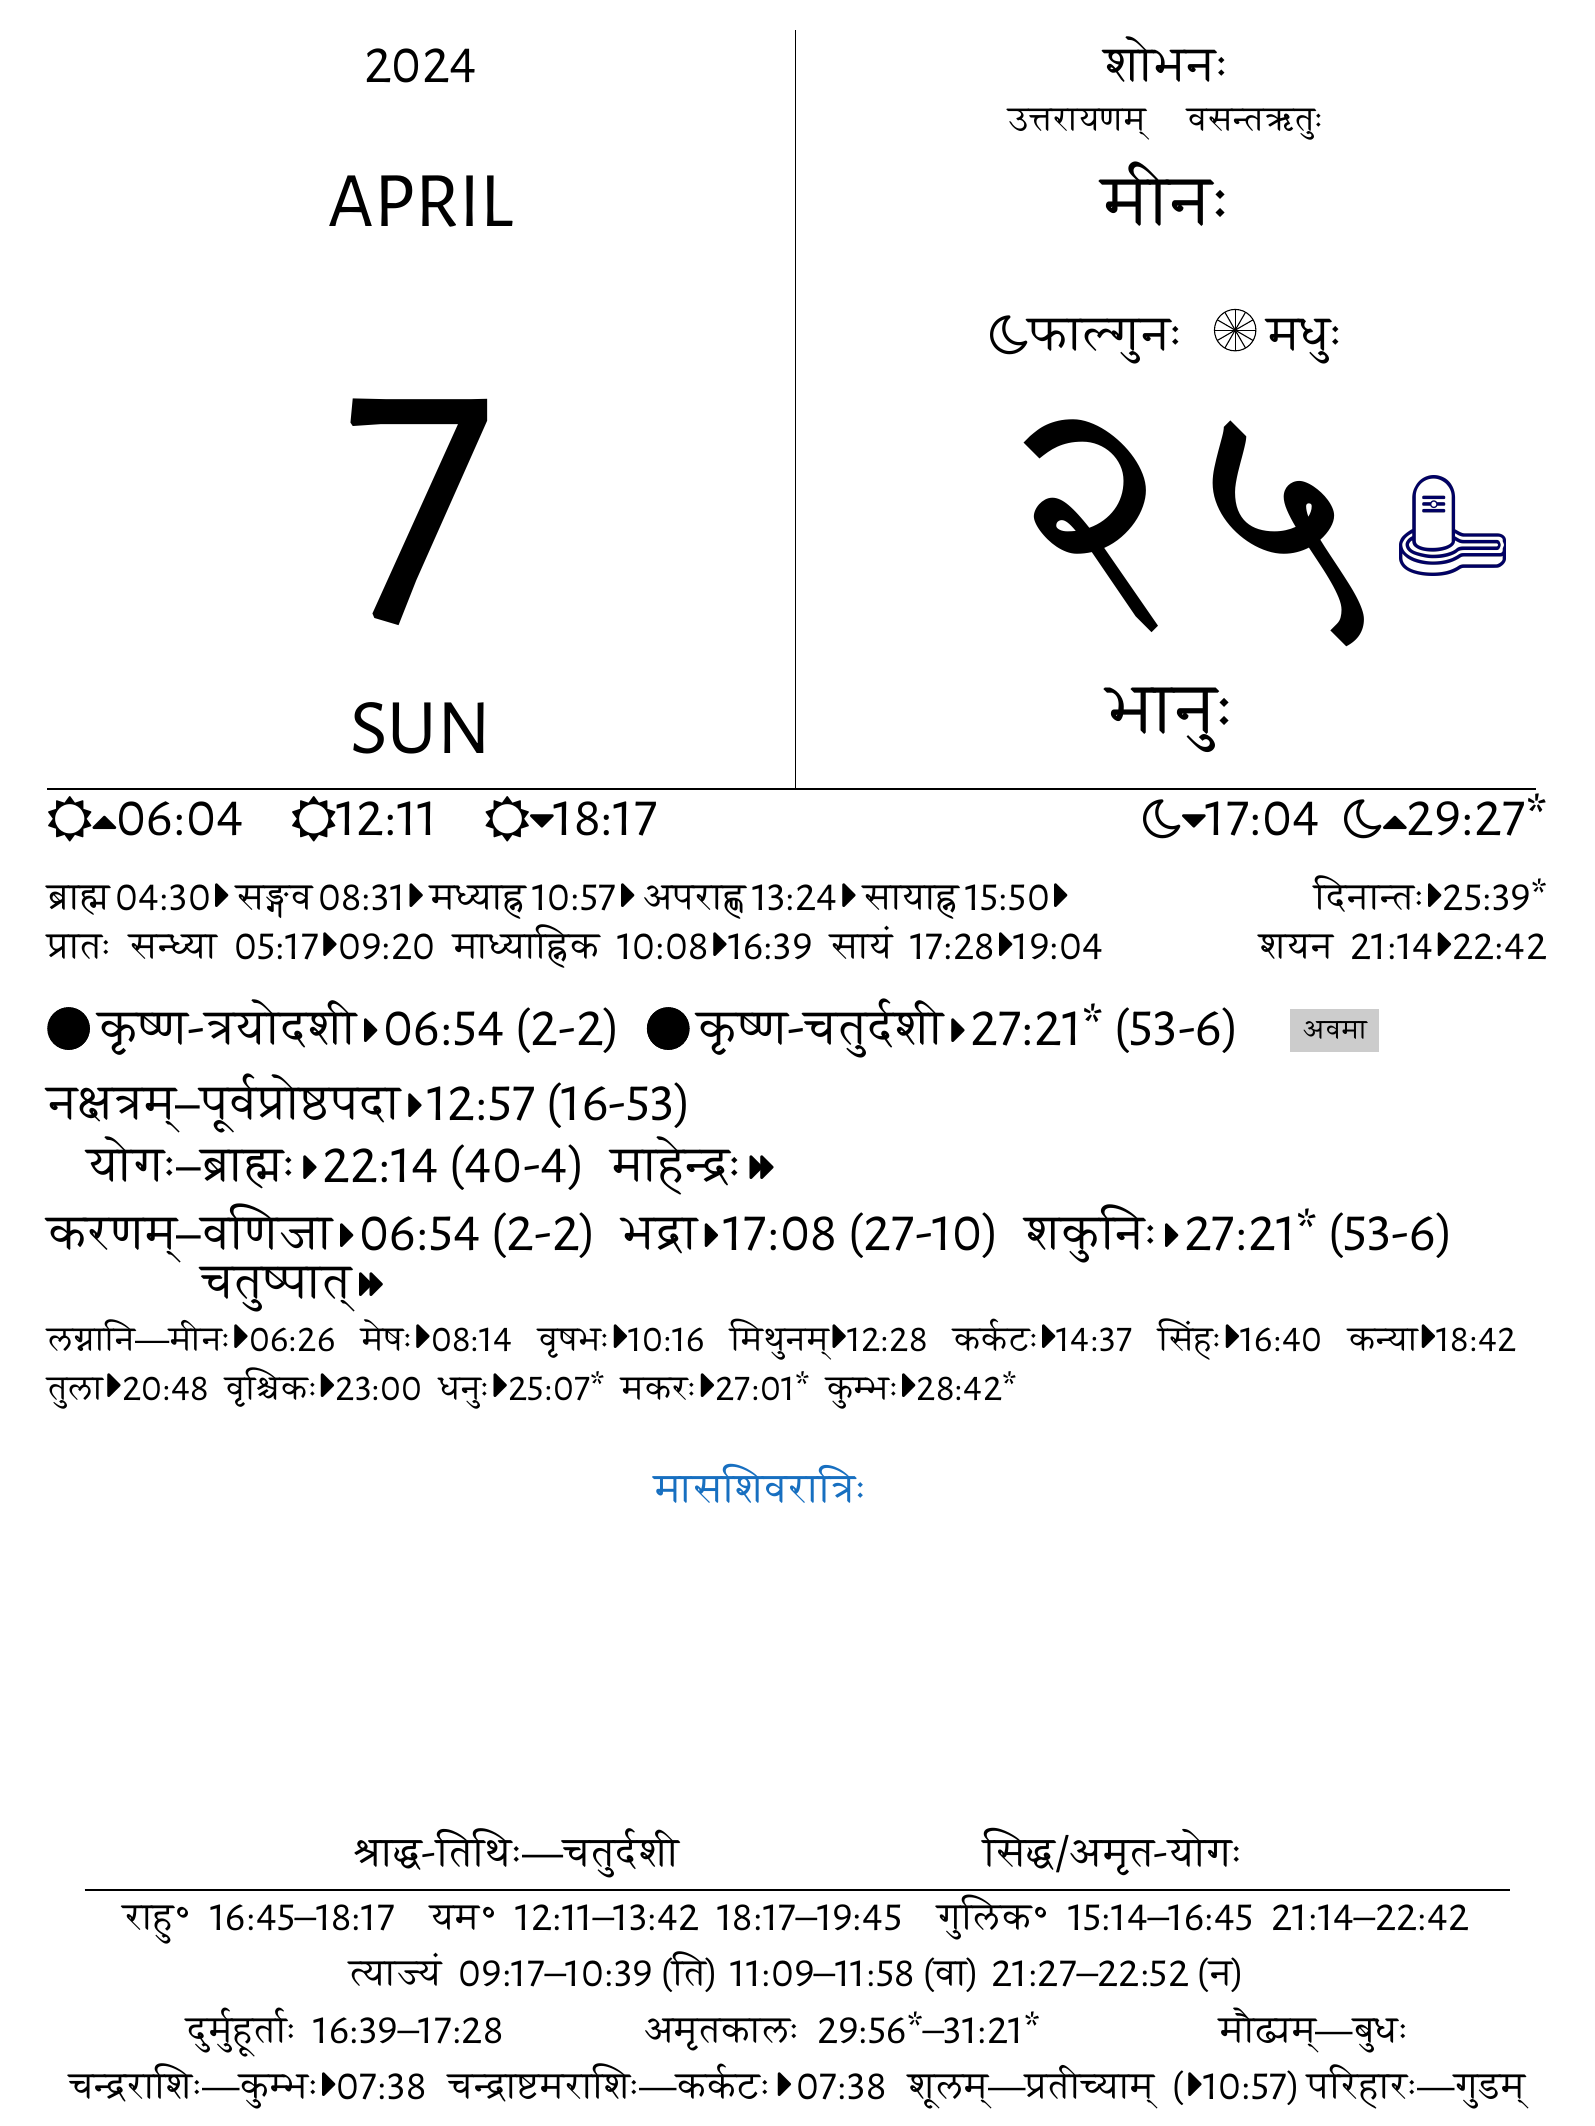 2024
APRIL
7
SUN
शोभनः
उत्तरायणम् वसन्तऋतुः
मीनः
फाल्गुनः मधुः
२५
भानुः
06:04 12:11 18:17 17:04 29:27*
ब्राह्म 04:30 सङ्गव 08:31 मध्याह्न 10:57 अपराह्ण 13:24 सायाह्न 15:50 दिनान्तः 25:39*
प्रातः सन्ध्या 05:17 09:20 माध्याह्निक 10:08 16:39 सायं 17:28 19:04 शयन 21:14 22:42
कृष्ण-त्रयोदशी 06:54 (2-2) कृष्ण-चतुर्दशी 27:21* (53-6) अवमा
नक्षत्रम्–पूर्वप्रोष्ठपदा 12:57 (16-53)
योगः–ब्राह्मः 22:14 (40-4) माहेन्द्रः
करणम्–वणिजा 06:54 (2-2) भद्रा 17:08 (27-10) शकुनिः 27:21* (53-6)
चतुष्पात्
लग्नानि—मीनः 06:26 मेषः 08:14 वृषभः 10:16 मिथुनम् 12:28 कर्कटः 14:37 सिंहः 16:40 कन्या 18:42
तुला 20:48 वृश्चिकः 23:00 धनुः 25:07* मकरः 27:01* कुम्भः 28:42*
मासशिवरात्रिः
श्राद्ध-तिथिः—चतुर्दशी सिद्ध/अमृत-योगः
राहु॰ 16:45–18:17 यम॰ 12:11–13:42 18:17–19:45 गुलिक॰ 15:14–16:45 21:14–22:42
त्याज्यं 09:17–10:39 (ति) 11:09–11:58 (वा) 21:27–22:52 (न)
दुर्मुहूर्ताः 16:39–17:28 अमृतकालः 29:56*–31:21* मौढ्यम्—बुधः
चन्द्रराशिः—कुम्भः 07:38 चन्द्राष्टमराशिः—कर्कटः 07:38 शूलम्—प्रतीच्याम् (10:57) परिहारः—गुडम्